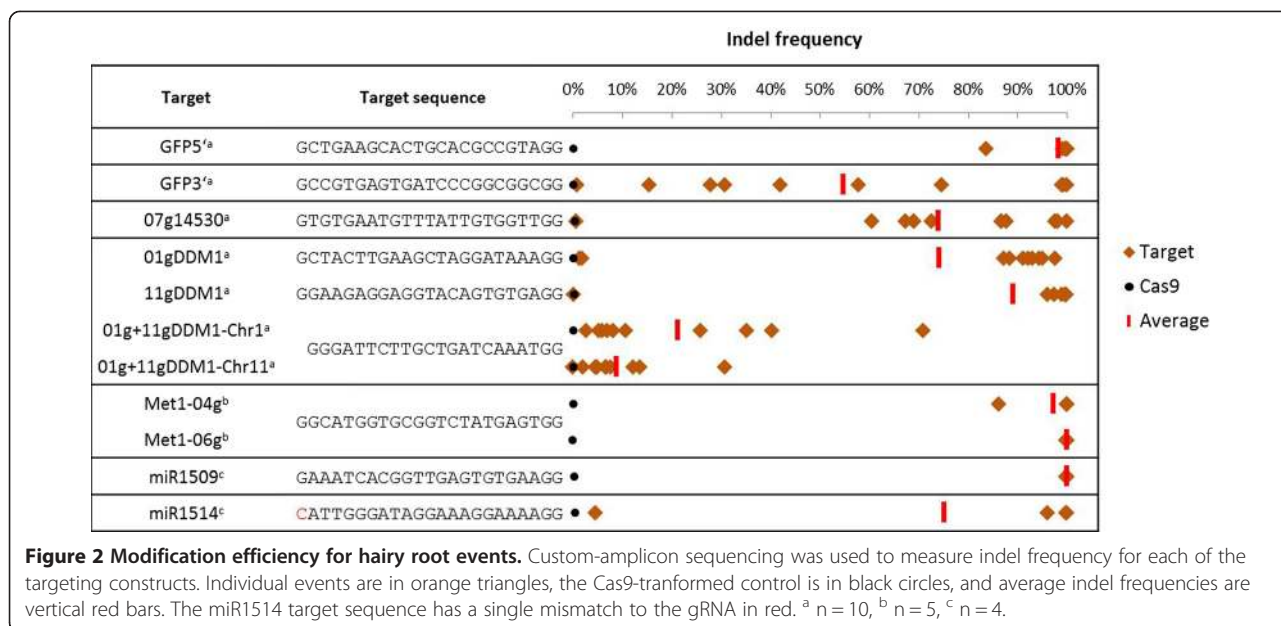 Indel frequency
Target Target sequence 0% 10% 20% 30% 40% 50% 60% 70% 80% 90% 100%
GFP5‘ᵃ GCTGAAGCACTGCACGCCGTAGG
GFP3‘ᵃ GCCGTGAGTGATCCCGGCGGCGG
07g14530ᵃ GTGTGAATGTTTATTGTGGTTGG
01gDDM1ᵃ GCTACTTGAAGCTAGGATAAAGG
11gDDM1ᵃ GGAAGAGGAGGTACAGTGTGAGG
01g+11gDDM1-Chr1ᵃ
GGGATTCTTGCTGATCAAATGG
01g+11gDDM1-Chr11ᵃ
Met1-04gᵇ
GGCATGGTGCGGTCTATGAGTGG
Met1-06gᵇ
miR1509ᶜ GAAATCACGGTTGAGTGTGAAGG
miR1514ᶜ CATTGGGATAGGAAAGGAAAAGG
Target
Cas9
Average
Figure 2 Modification efficiency for hairy root events. Custom-amplicon sequencing was used to measure indel frequency for each of the
targeting constructs. Individual events are in orange triangles, the Cas9-tranformed control is in black circles, and average indel frequencies are
vertical red bars. The miR1514 target sequence has a single mismatch to the gRNA in red. ᵃ n = 10, ᵇ n = 5, ᶜ n = 4.